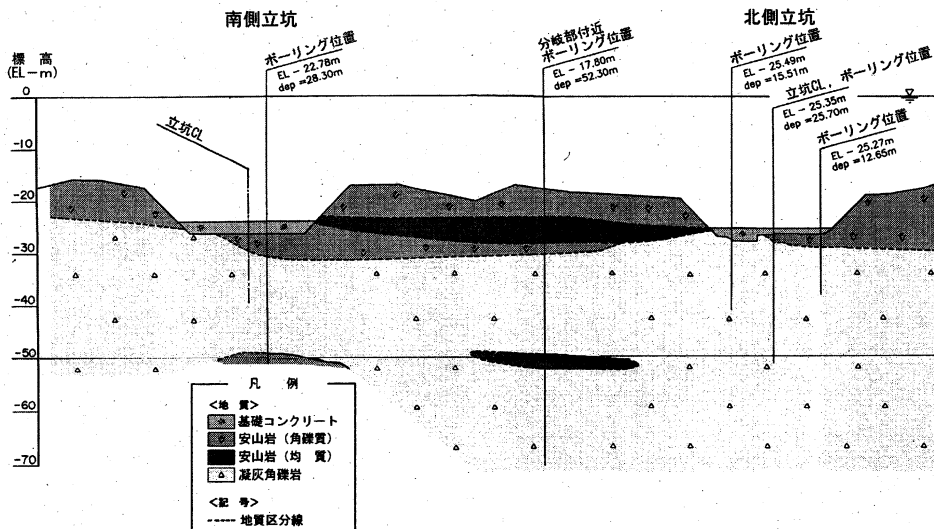 南側立坑
北側立坑
標高
(EL-m)
ボーリング位置
EL - 22.78m
dep =28.30m
分岐部付近
ボーリング位置
EL - 17.80m
dep =52.30m
ボーリング位置
EL - 25.49m
dep =15.51m
立坑CL, ボーリング位置
EL - 25.35m
dep =25.70m
ボーリング位置
EL - 25.27m
dep =12.65m
立坑CL
0
-10
-20
-30
-40
-50
-60
-70
凡 例
<地 質>
基礎コンクリート
安山岩(角礫質)
安山岩(均 質)
凝灰角礫岩
<記 号>
地質区分線